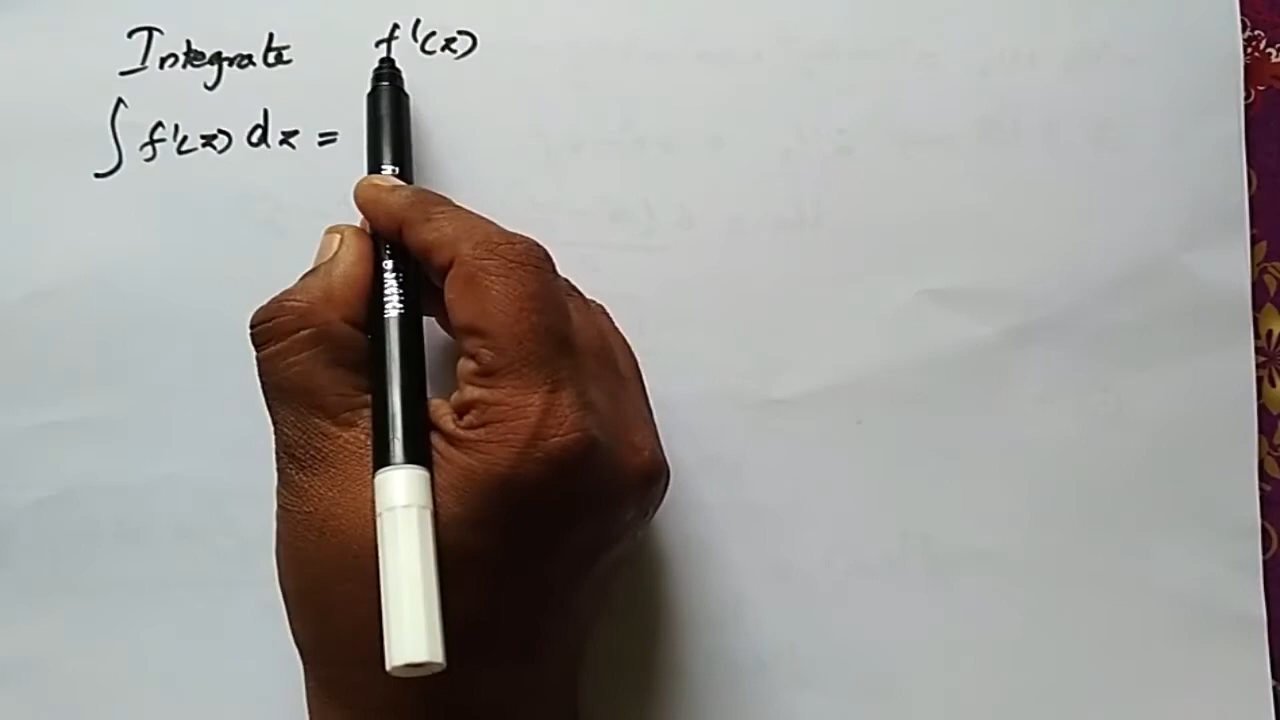 Integrate f'(x)
∫ f'(x) dx =